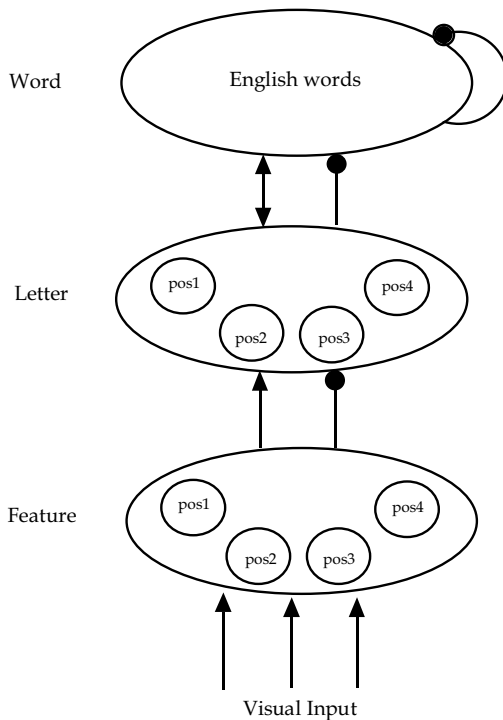 Word
English words
Letter
pos1
pos4
pos2
pos3
Feature
pos1
pos4
pos2
pos3
Visual Input